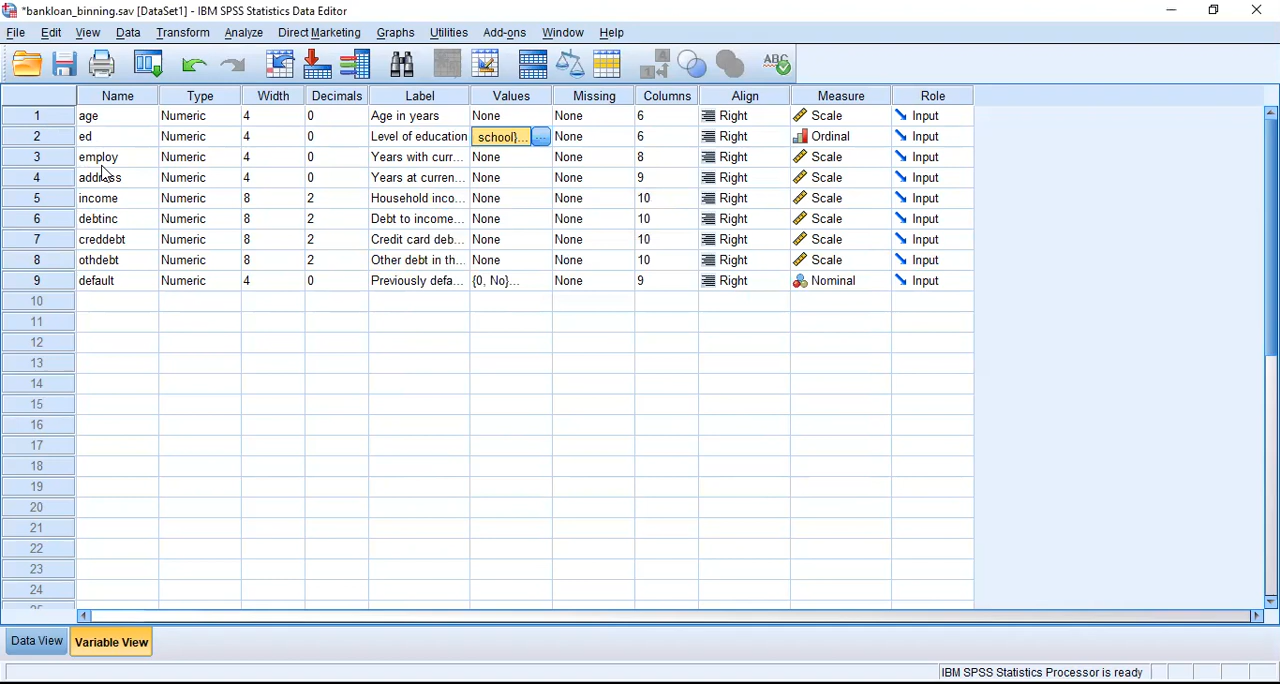 *bankloan_binning.sav [DataSet1] - IBM SPSS Statistics Data Editor
File Edit View Data Transform Analyze Direct Marketing Graphs Utilities Add-ons Window Help
Name Type Width Decimals Label Values Missing Columns Align Measure Role
1 age Numeric 4 0 Age in years None None 6 Right Scale Input
2 ed Numeric 4 0 Level of education school}... ... None 6 Right Ordinal Input
3 employ Numeric 4 0 Years with curr... None None 8 Right Scale Input
4 address Numeric 4 0 Years at curren... None None 9 Right Scale Input
5 income Numeric 8 2 Household inco... None None 10 Right Scale Input
6 debtinc Numeric 8 2 Debt to income... None None 10 Right Scale Input
7 creddebt Numeric 8 2 Credit card deb... None None 10 Right Scale Input
8 othdebt Numeric 8 2 Other debt in th... None None 10 Right Scale Input
9 default Numeric 4 0 Previously defa... {0, No}... None 9 Right Nominal Input
10
11
12
13
14
15
16
17
18
19
20
21
22
23
24
Data View Variable View
IBM SPSS Statistics Processor is ready